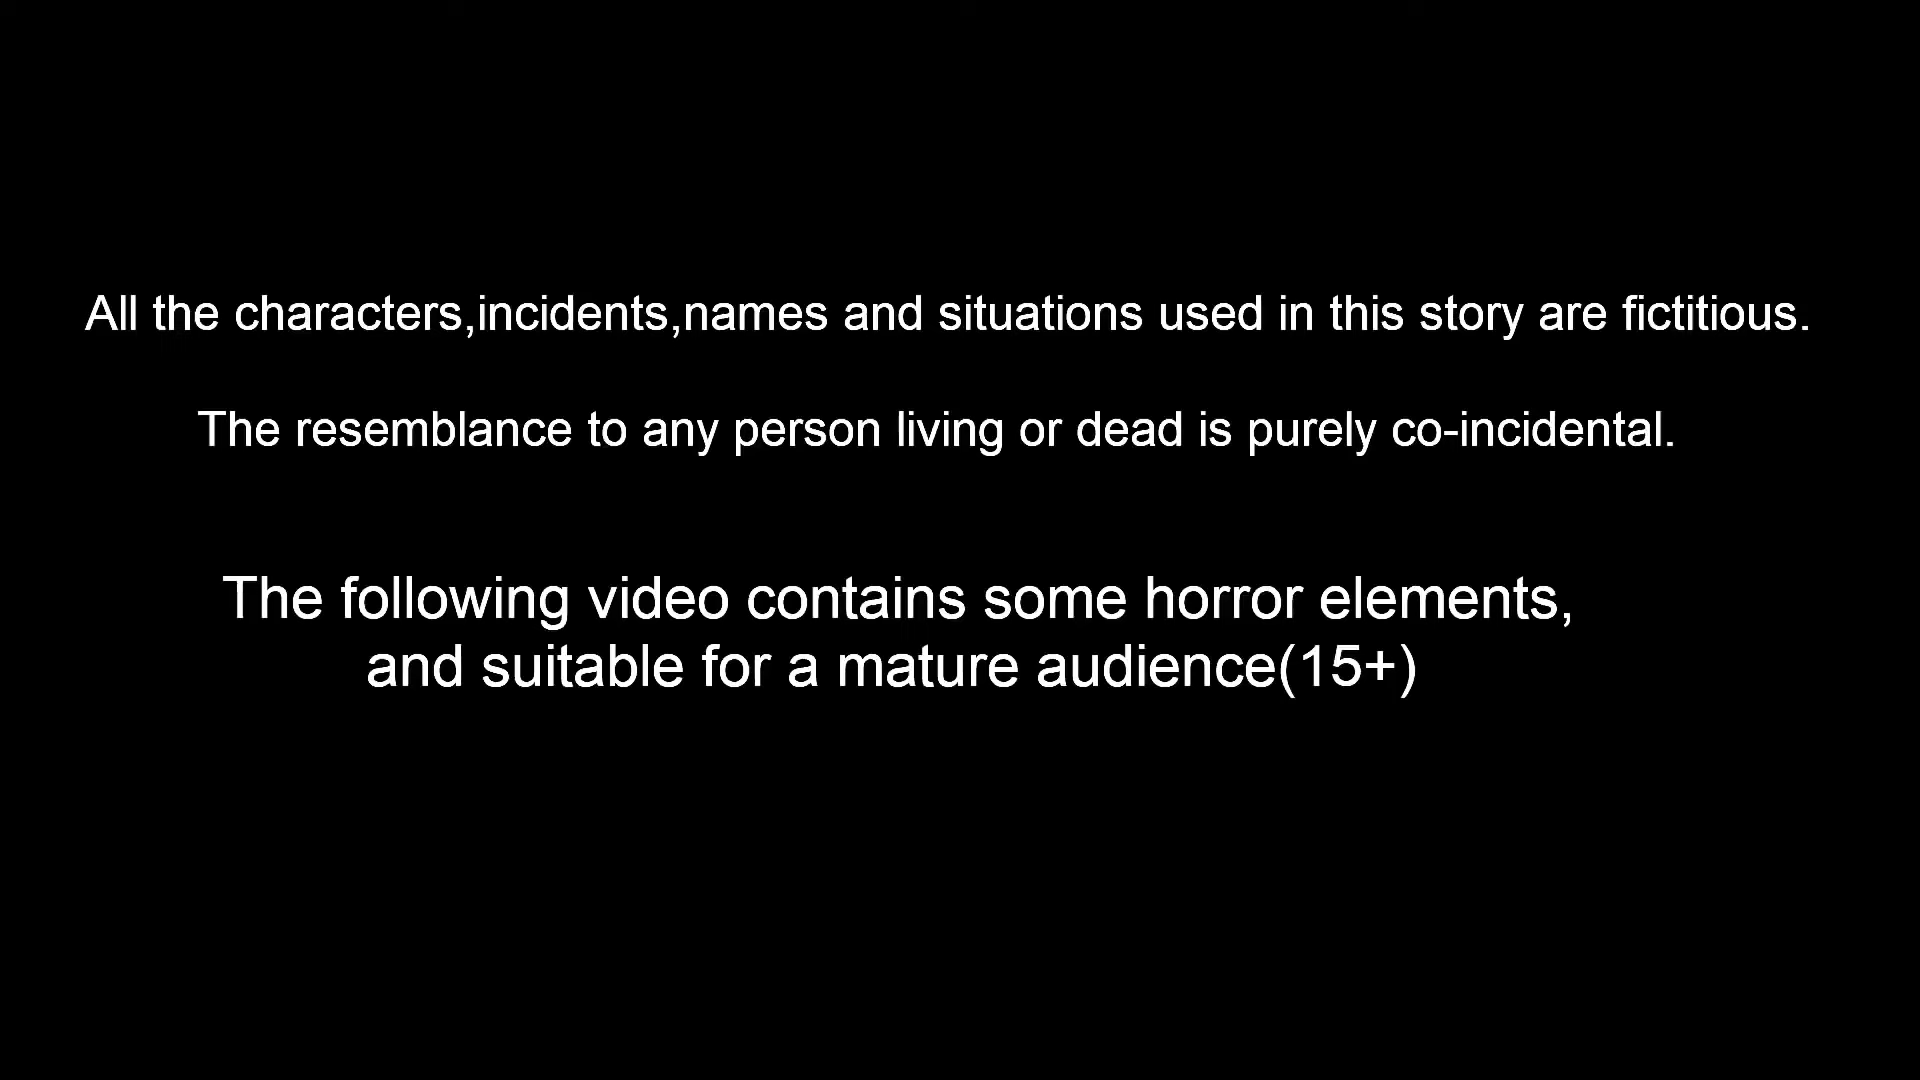 All the characters,incidents,names and situations used in this story are fictitious.
The resemblance to any person living or dead is purely co-incidental.
The following video contains some horror elements,
and suitable for a mature audience(15+)